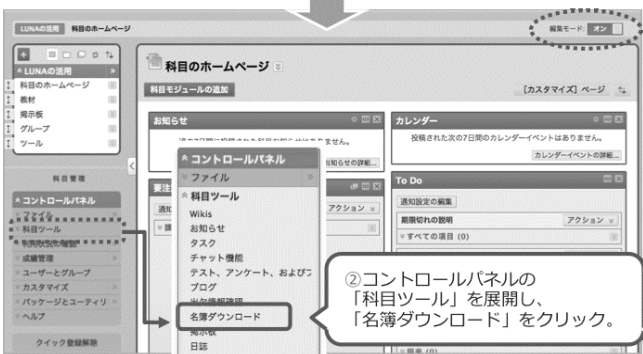 LUNAの活用 科目のホームページ
編集モード: オン
LUNAの活用
科目のホームページ
教材
掲示板
グループ
ツール
科目管理
コントロールパネル
ファイル
科目ツール
成績管理
ユーザーとグループ
カスタマイズ
パッケージとユーティリ
ヘルプ
クイック登録解除
科目のホームページ
科目モジュールの追加
[カスタマイズ] ページ
お知らせ
知らせの詳細...
アクション
コントロールパネル
ファイル
科目ツール
Wikis
お知らせ
タスク
チャット機能
テスト、アンケート、およびプ
ブログ
出欠情報確認
名簿ダウンロード
掲示板
日誌
カレンダー
投稿された次の7日間のカレンダーイベントはありません。
カレンダーイベントの詳細...
To Do
通知設定の編集
期限切れの説明
アクション
すべての項目 (0)
②コントロールパネルの
「科目ツール」を展開し、
「名簿ダウンロード」をクリック。